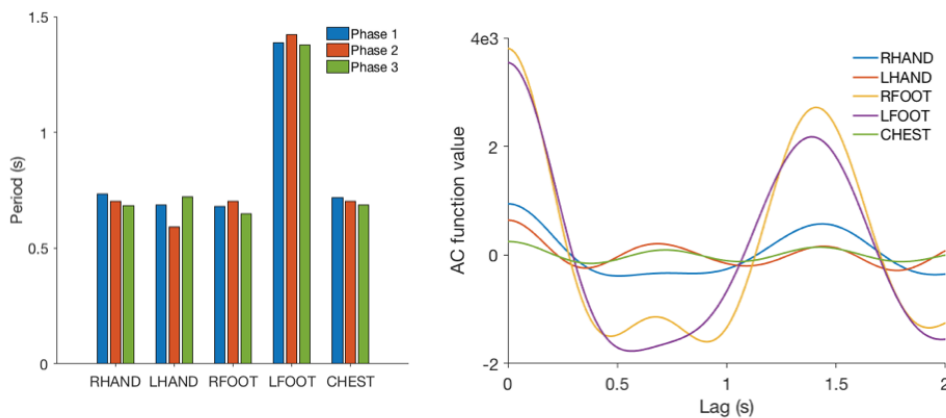 1.5
1
0.5
0
Period (s)
Phase 1
Phase 2
Phase 3
RHAND LHAND RFOOT LFOOT CHEST
4e3
2
0
-2
AC function value
RHAND
LHAND
RFOOT
LFOOT
CHEST
0 0.5 1 1.5 2
Lag (s)